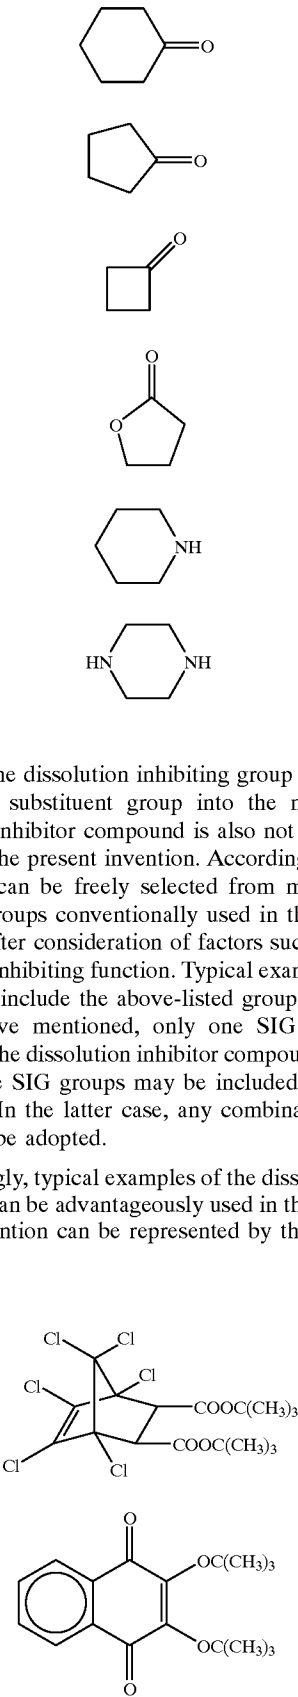 O
O
O
O
O
NH
HN NH
he dissolution inhibiting group
substituent group into the
nhibitor compound is also not
he present invention. According
can be freely selected from
roups conventionally used in th
fter consideration of factors suc
nhibiting function. Typical exam
include the above-listed group
ve mentioned, only one SIG
he dissolution inhibitor compou
e SIG groups may be included
In the latter case, any combina
be adopted.
gly, typical examples of the diss
an be advantageously used in th
ntion can be represented by th
Cl Cl
Cl Cl
COOC(CH₃)₃
COOC(CH₃)₃
Cl Cl
O
OC(CH₃)₃
OC(CH₃)₃
O